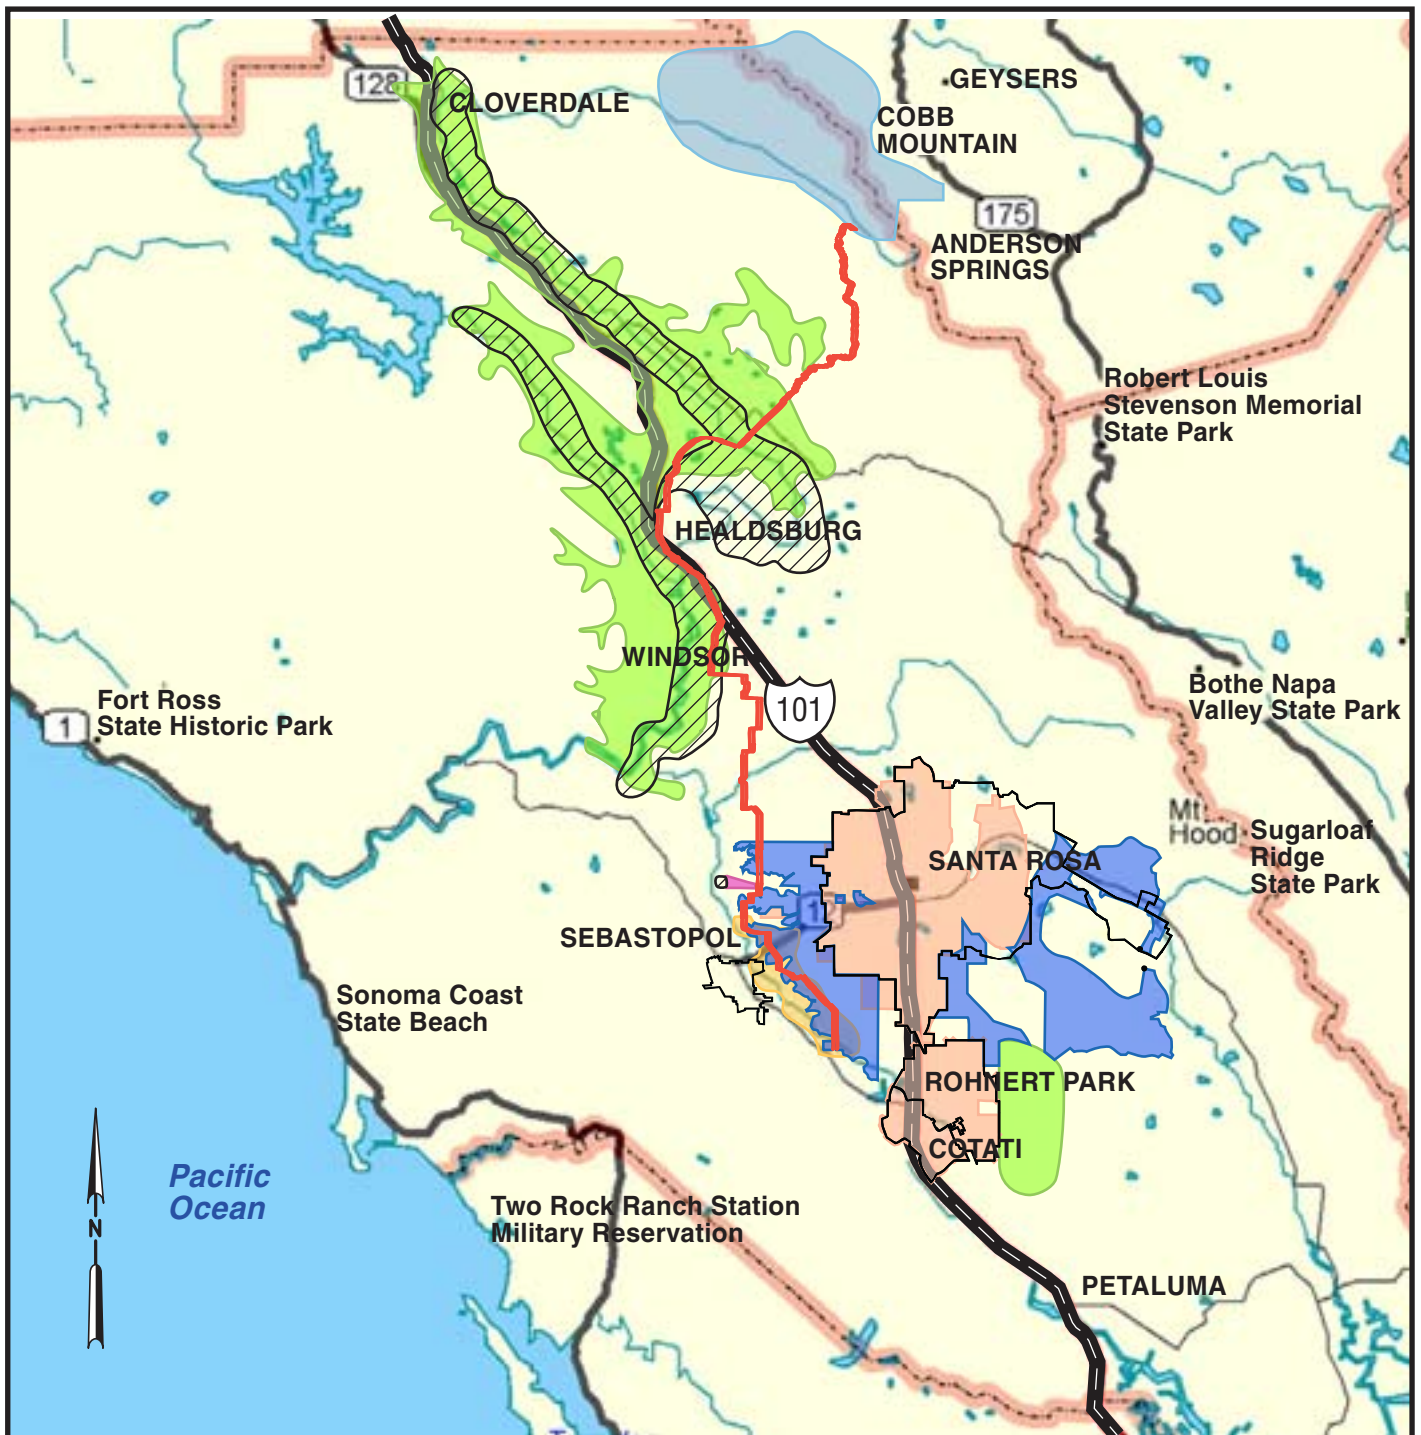 128
CLOVERDALE
GEYSERS
COBB
MOUNTAIN
175
ANDERSON
SPRINGS
Robert Louis
Stevenson Memorial
State Park
HEALDSBURG
WINDSOR
Bothe Napa
Valley State Park
Fort Ross
State Historic Park
1
101
Mt
Hood
Sugarloaf
Ridge
State Park
SANTA ROSA
12
SEBASTOPOL
Sonoma Coast
State Beach
ROHNERT PARK
COTATI
Pacific
Ocean
N
Two Rock Ranch Station
Military Reservation
PETALUMA